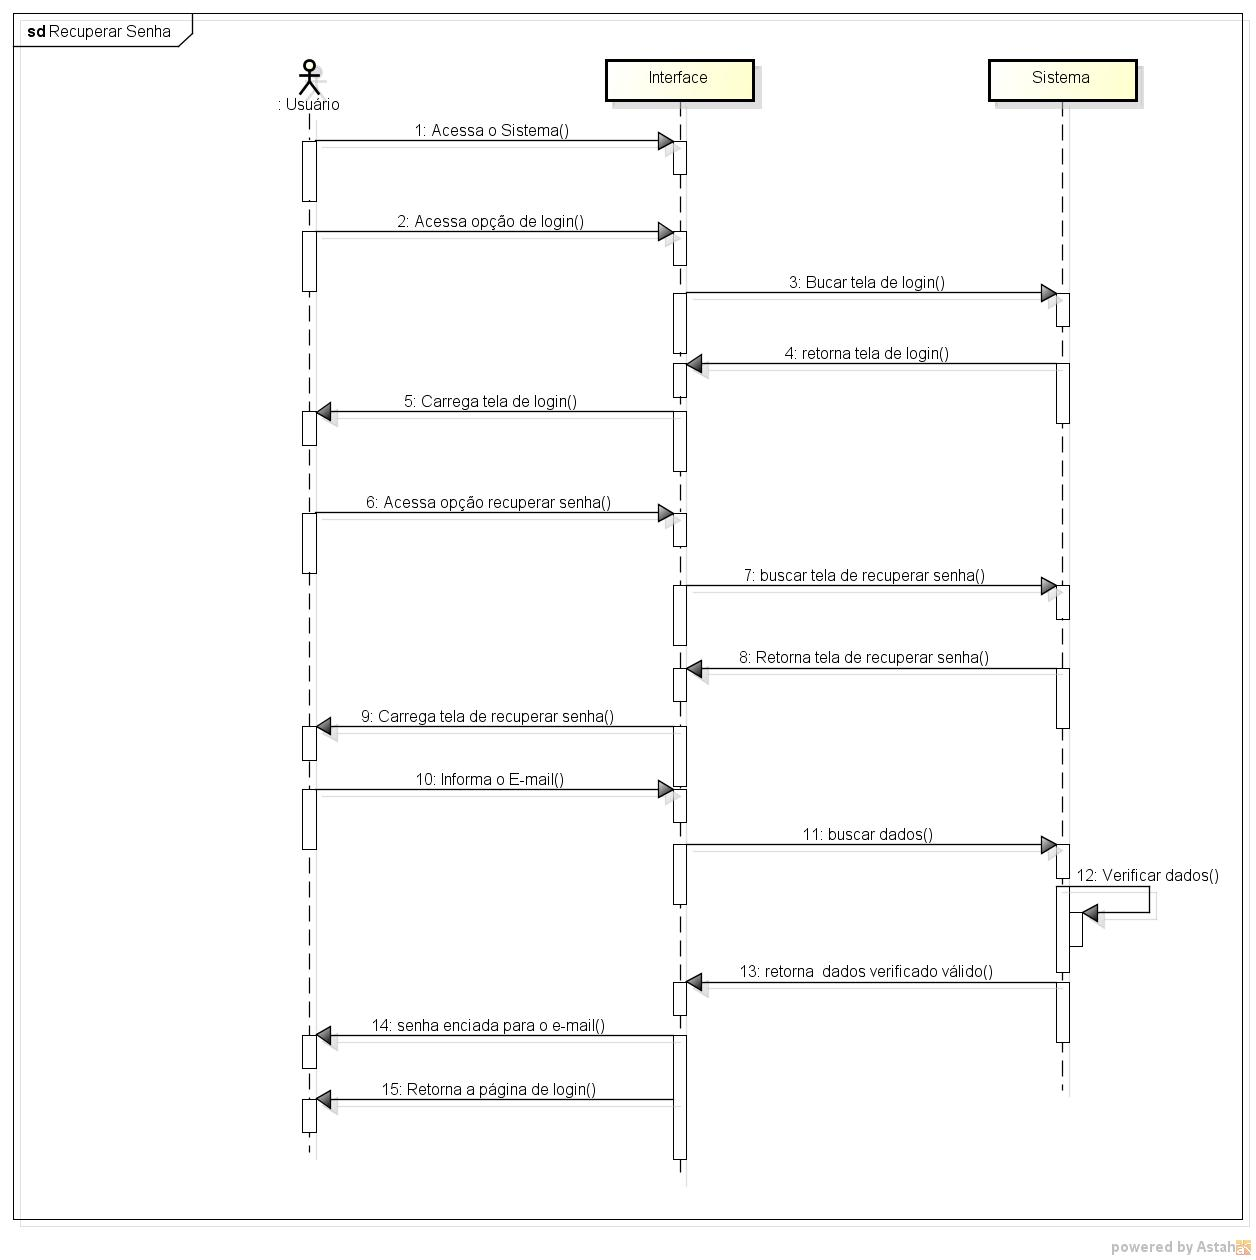 sd Recuperar Senha
: Usuário
Interface
Sistema
1: Acessa o Sistema()
2: Acessa opção de login()
3: Bucar tela de login()
4: retorna tela de login()
5: Carrega tela de login()
6: Acessa opção recuperar senha()
7: buscar tela de recuperar senha()
8: Retorna tela de recuperar senha()
9: Carrega tela de recuperar senha()
10: Informa o E-mail()
11: buscar dados()
12: Verificar dados()
13: retorna  dados verificado válido()
14: senha enciada para o e-mail()
15: Retorna a página de login()
powered by Astah